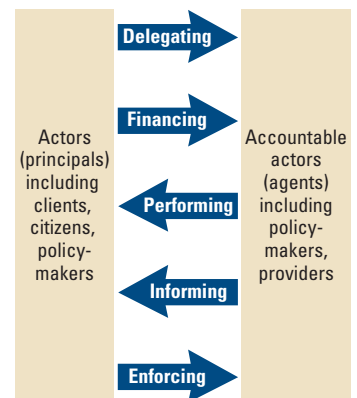 Delegating
Financing
Actors
(principals)
including
clients,
citizens,
policy-
makers
Accountable
actors
(agents)
including
policy-
makers,
providers
Performing
Informing
Enforcing